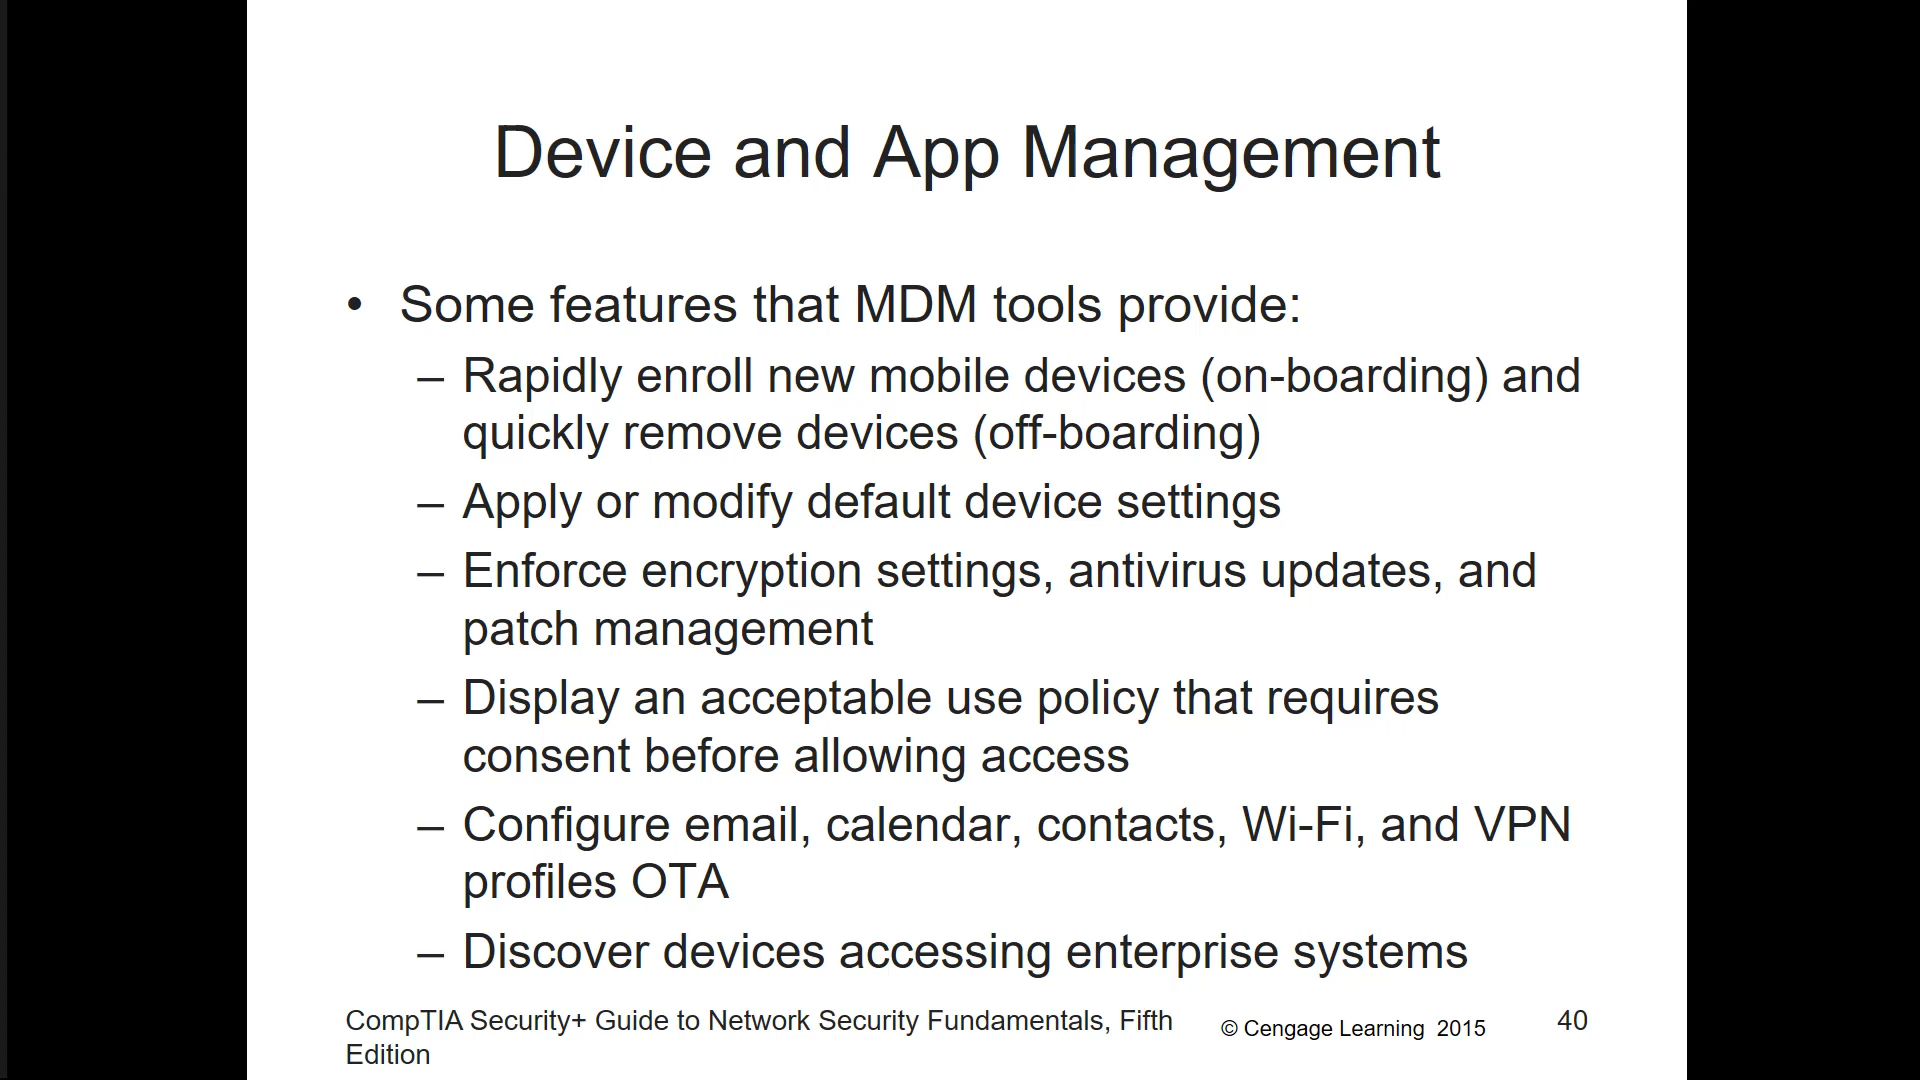 Device and App Management
• Some features that MDM tools provide:
– Rapidly enroll new mobile devices (on-boarding) and
quickly remove devices (off-boarding)
– Apply or modify default device settings
– Enforce encryption settings, antivirus updates, and
patch management
– Display an acceptable use policy that requires
consent before allowing access
– Configure email, calendar, contacts, Wi-Fi, and VPN
profiles OTA
– Discover devices accessing enterprise systems
CompTIA Security+ Guide to Network Security Fundamentals, Fifth
Edition
© Cengage Learning 2015
40